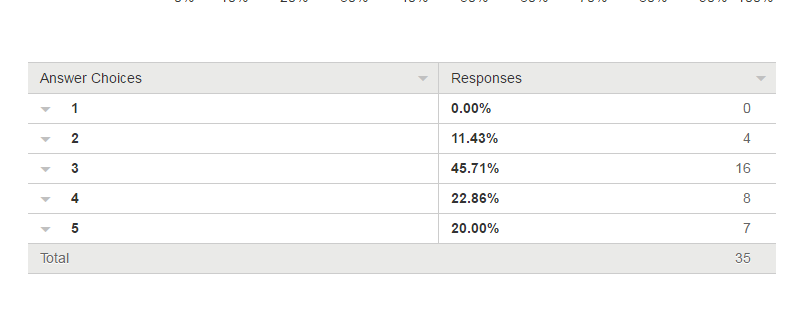 Answer Choices Responses
1 0.00% 0
2 11.43% 4
3 45.71% 16
4 22.86% 8
5 20.00% 7
Total 35